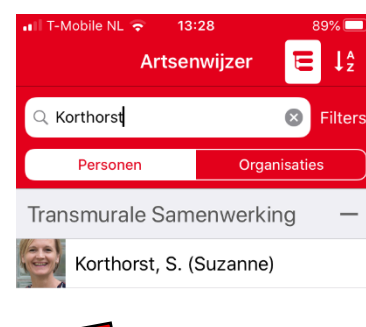 T-Mobile NL 13:28 89%
Artsenwijzer A Z
Korthorst Filters
Personen Organisaties
Transmurale Samenwerking
Korthorst, S. (Suzanne)